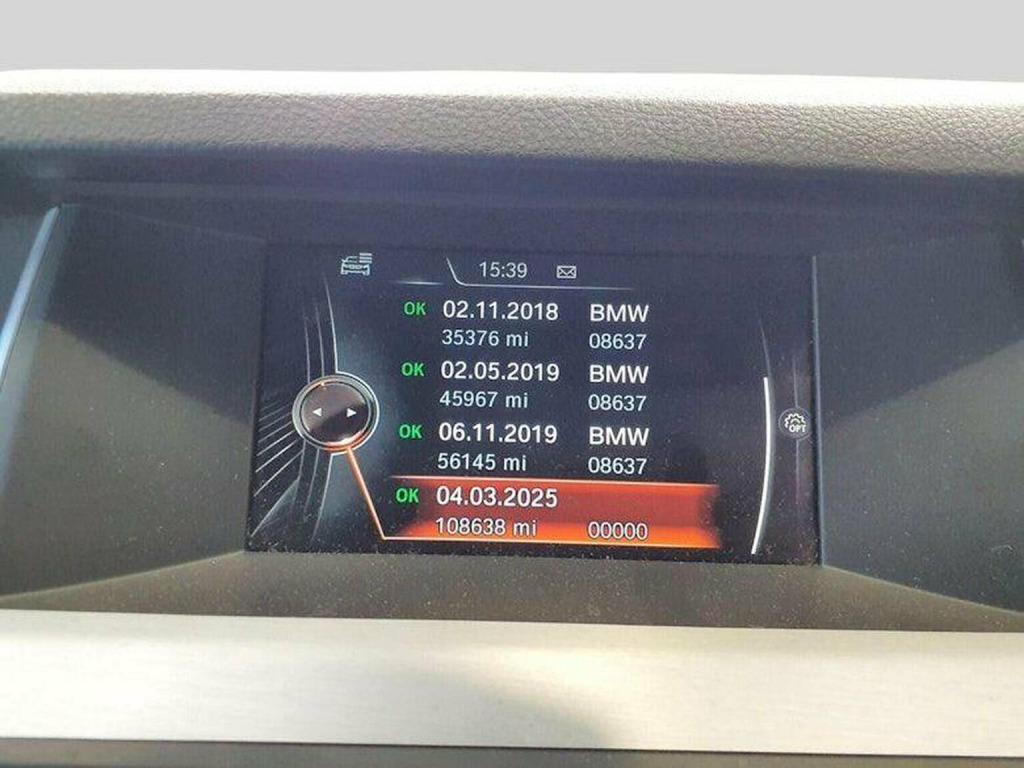 15:39
OK 02.11.2018 BMW
35376 mi 08637
OK 02.05.2019 BMW
45967 mi 08637
OK 06.11.2019 BMW
56145 mi 08637
OPT
OK 04.03.2025
108638 mi 00000